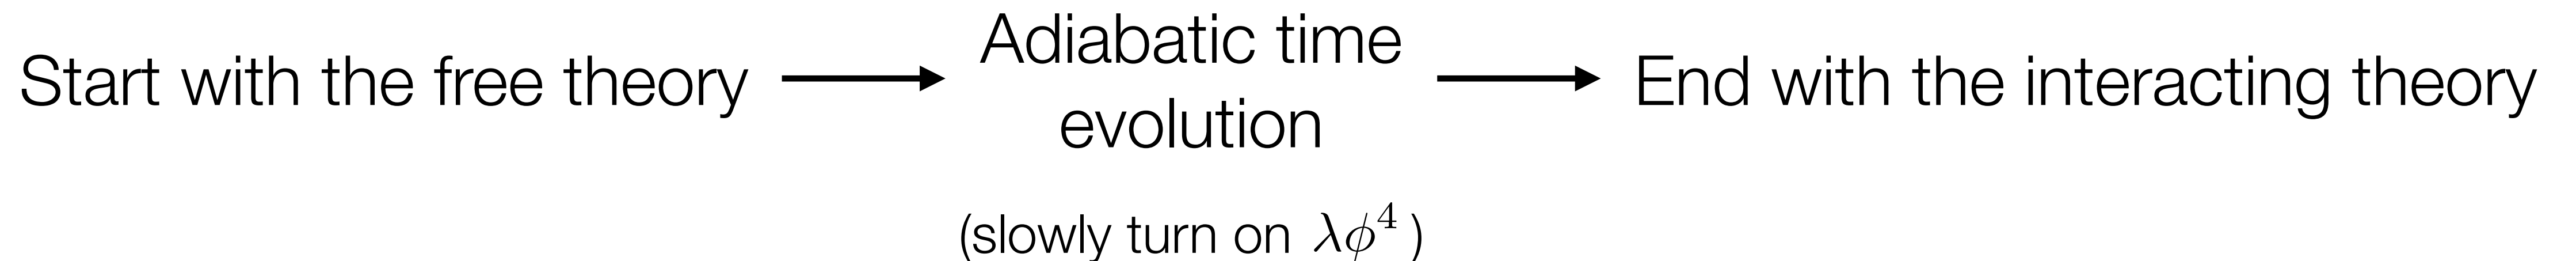 Start with the free theory
Adiabatic time
evolution
(slowly turn on λϕ⁴)
End with the interacting theory